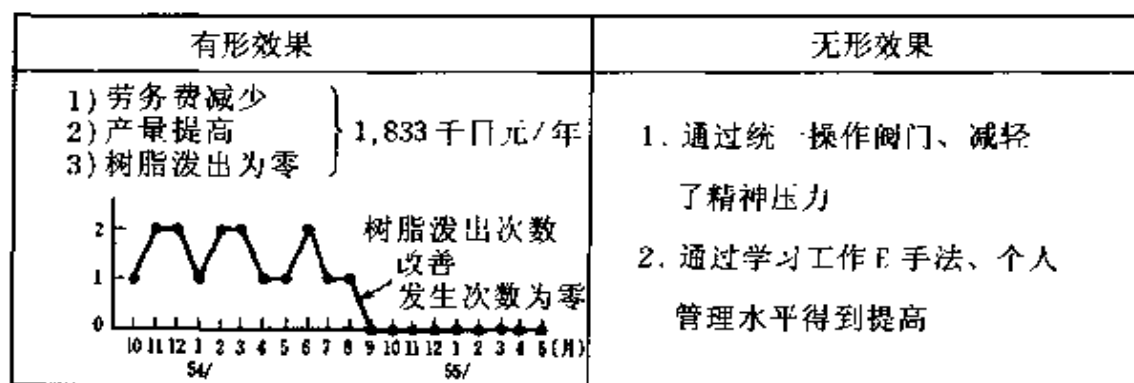 有形效果
无形效果
1) 劳务费减少
2) 产量提高
3) 树脂泼出为零
1,833 千日元/年
2
1
0
树脂泼出次数
改善
发生次数为零
10 11 12 1 2 3 4 5 6 7 8 9 10 11 12 1 2 3 4 5 (月)
54/ 55/
1. 通过统一操作阀门、减轻
了精神压力
2. 通过学习工作 手法、个人
管理水平得到提高